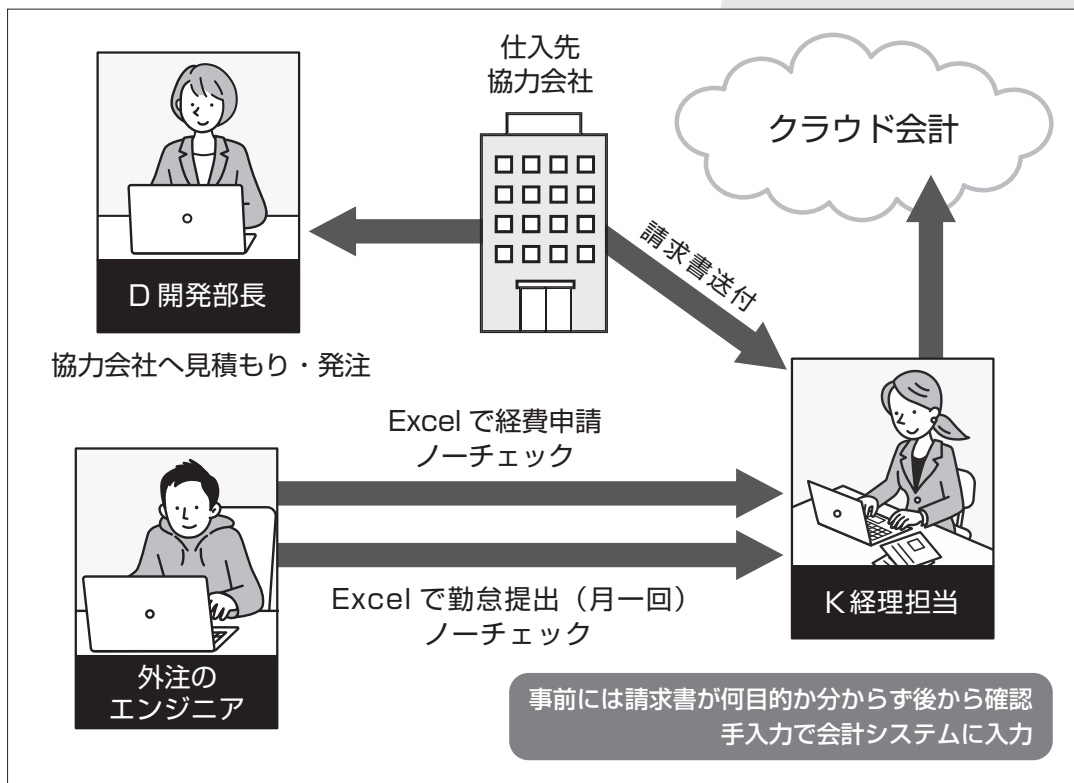 仕入先
協力会社
クラウド会計
D 開発部長
請求書送付
協力会社へ見積もり・発注
Excel で経費申請
ノーチェック
Excel で勤怠提出（月一回）
ノーチェック
K 経理担当
外注の
エンジニア
事前には請求書が何目的か分からず後から確認
手入力で会計システムに入力